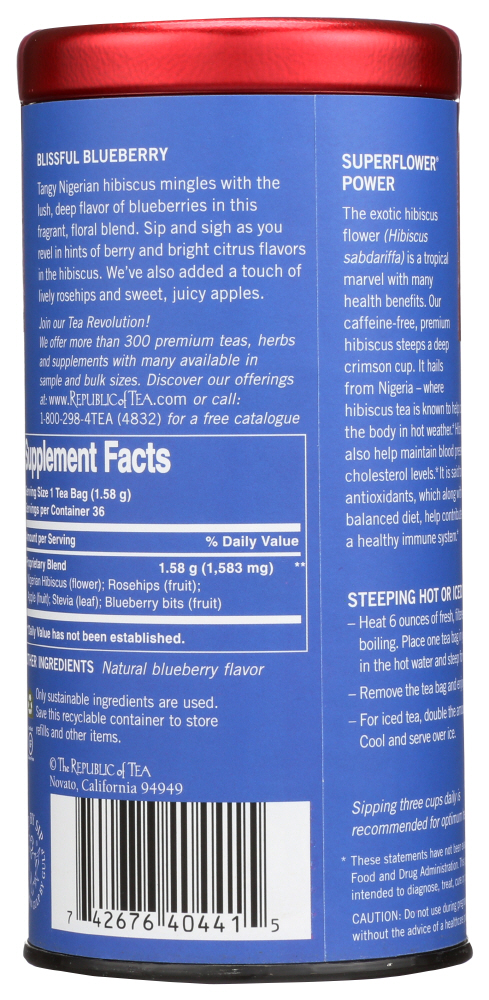 BLISSFUL BLUEBERRY
Tangy Nigerian hibiscus mingles with the
lush, deep flavor of blueberries in this
fragrant, floral blend. Sip and sigh as you
revel in hints of berry and bright citrus flavors
in the hibiscus. We've also added a touch of
lively rosehips and sweet, juicy apples.
Join our Tea Revolution!
We offer more than 300 premium teas, herbs
and supplements with many available in
sample and bulk sizes. Discover our offerings
at: www.REPUBLICofTEA.com or call:
1-800-298-4TEA (4832) for a free catalogue
Supplement Facts
Size 1 Tea Bag (1.58 g)
per Container 36
per Serving % Daily Value
Blend 1.58 g (1,583 mg) **
Hibiscus (flower); Rosehips (fruit);
(fruit); Stevia (leaf); Blueberry bits (fruit)
Daily Value has not been established.
INGREDIENTS Natural blueberry flavor
Only sustainable ingredients are used.
Save this recyclable container to store
refills and other items.
© The REPUBLIC of TEA
Novato, California 94949
7 42676 40441 5
SUPERFLOWER®
POWER
The exotic hibiscus
flower (Hibiscus
sabdariffa) is a tropical
marvel with many
health benefits. Our
caffeine-free, premium
hibiscus steeps a deep
crimson cup. It hails
from Nigeria – where
hibiscus tea is known to help
the body in hot weather.*
also help maintain blood
cholesterol levels.* It is said
antioxidants, which along
balanced diet, help
a healthy immune system.*
STEEPING HOT OR ICED
– Heat 6 ounces of fresh,
boiling. Place one tea bag
in the hot water and steep
– Remove the tea bag and
– For iced tea, double the
Cool and serve over ice.
Sipping three cups daily is
recommended for optimum
* These statements have not been
Food and Drug Administration.
intended to diagnose, treat,
CAUTION: Do not use during
without the advice of a